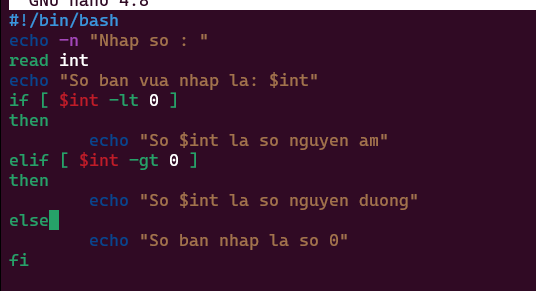 GNU nano 4.8
#!/bin/bash
echo -n "Nhap so : "
read int
echo "So ban vua nhap la: $int"
if [ $int -lt 0 ]
then
        echo "So $int la so nguyen am"
elif [ $int -gt 0 ]
then
        echo "So $int la so nguyen duong"
else
        echo "So ban nhap la so 0"
fi